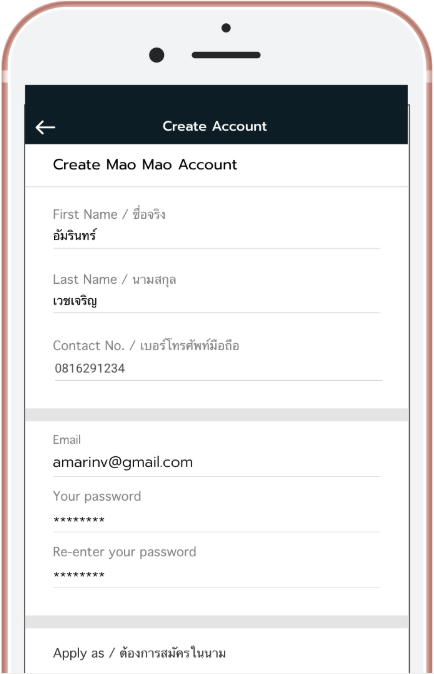 Create Account
Create Mao Mao Account
First Name / ชื่อจริง
อัมรินทร์
Last Name / นามสกุล
เวชเจริญ
Contact No. / เบอร์โทรศัพท์มือถือ
0816291234
Email
amarinv@gmail.com
Your password
********
Re-enter your password
********
Apply as / ต้องการสมัครในนาม